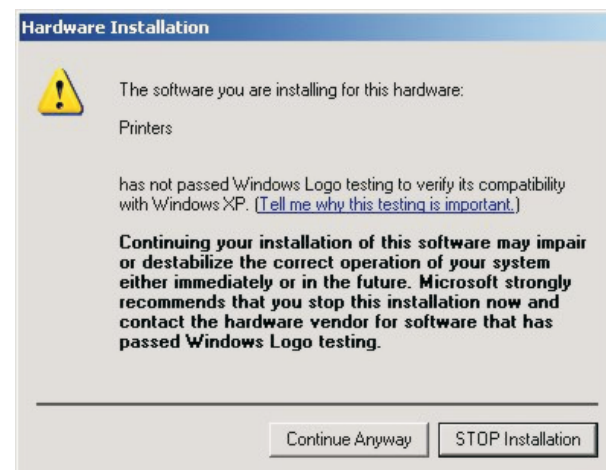 Hardware Installation
The software you are installing for this hardware:
Printers
has not passed Windows Logo testing to verify its compatibility
with Windows XP. (Tell me why this testing is important.)
Continuing your installation of this software may impair
or destabilize the correct operation of your system
either immediately or in the future. Microsoft strongly
recommends that you stop this installation now and
contact the hardware vendor for software that has
passed Windows Logo testing.
Continue Anyway STOP Installation